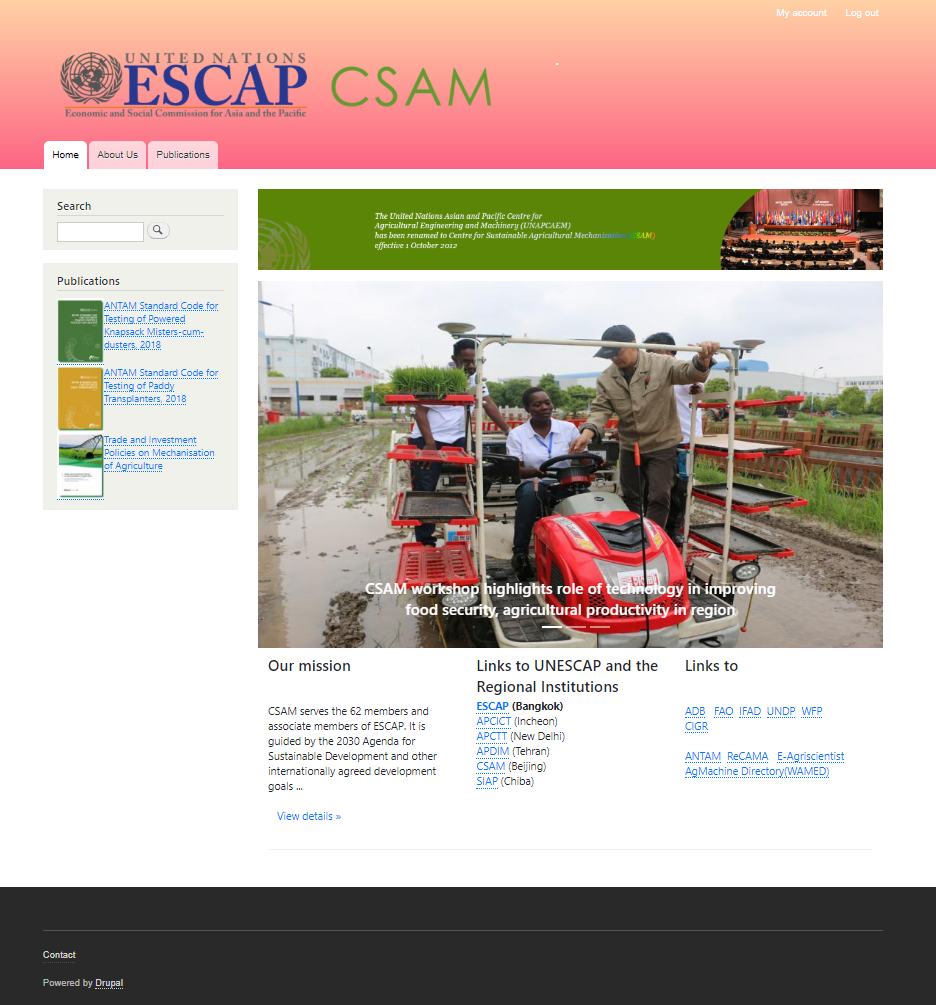 My account Log out
UNITED NATIONS
ESCAP CSAM
Economic and Social Commission for Asia and the Pacific
Home About Us Publications
Search
Publications
ANTAM Standard Code for
Testing of Powered
Knapsack Misters-cum-
dusters, 2018
ANTAM Standard Code for
Testing of Paddy
Transplanters, 2018
Trade and Investment
Policies on Mechanisation
of Agriculture
The United Nations Asian and Pacific Centre for
Agricultural Engineering and Machinery (UNAPCAEM)
has been renamed to Centre for Sustainable Agricultural Mechanization (CSAM)
effective 1 October 2012
CSAM workshop highlights role of technology in improving
food security, agricultural productivity in region
Our mission
CSAM serves the 62 members and
associate members of ESCAP. It is
guided by the 2030 Agenda for
Sustainable Development and other
internationally agreed development
goals ...
View details »
Links to UNESCAP and the
Regional Institutions
ESCAP (Bangkok)
APCICT (Incheon)
APCTT (New Delhi)
APDIM (Tehran)
CSAM (Beijing)
SIAP (Chiba)
Links to
ADB FAO IFAD UNDP WFP
CIGR
ANTAM ReCAMA E-Agriscientist
AgMachine Directory(WAMED)
Contact
Powered by Drupal